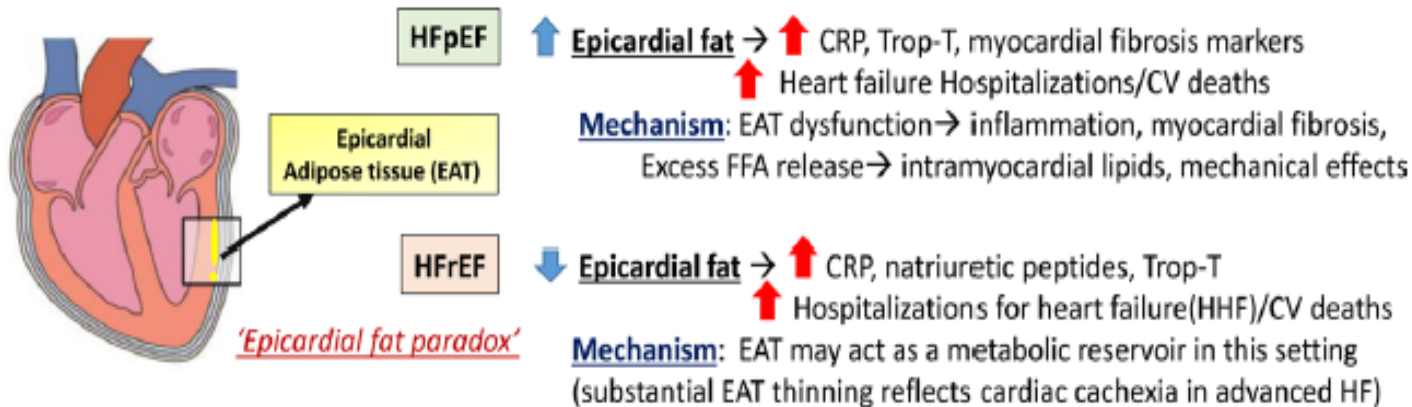 HFpEF
Epicardial fat → CRP, Trop-T, myocardial fibrosis markers
Heart failure Hospitalizations/CV deaths
Mechanism: EAT dysfunction→ inflammation, myocardial fibrosis,
Excess FFA release→ intramyocardial lipids, mechanical effects
Epicardial
Adipose tissue (EAT)
HFrEF
Epicardial fat → CRP, natriuretic peptides, Trop-T
Hospitalizations for heart failure(HHF)/CV deaths
'Epicardial fat paradox'
Mechanism: EAT may act as a metabolic reservoir in this setting
(substantial EAT thinning reflects cardiac cachexia in advanced HF)